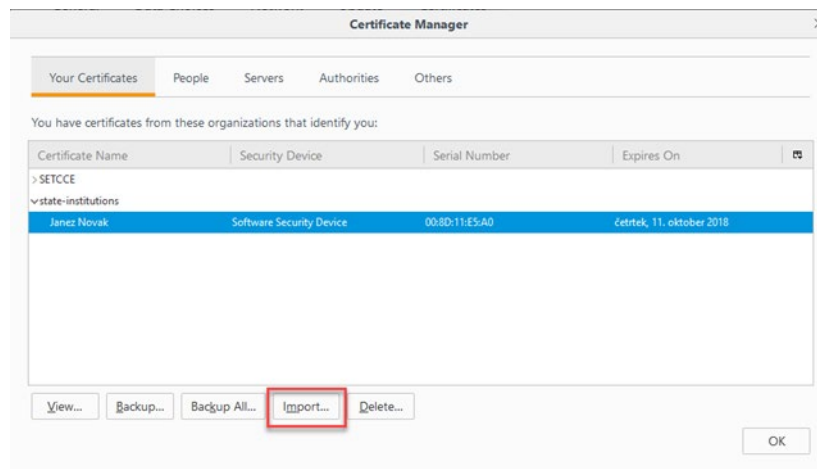 Certificate Manager
Your Certificates People Servers Authorities Others
You have certificates from these organizations that identify you:
Certificate Name Security Device Serial Number Expires On
SETCCE
state-institutions
Janez Novak Software Security Device 00:8D:11:E5:A0 četrtek, 11. oktober 2018
View... Backup... Backup All... Import... Delete...
OK